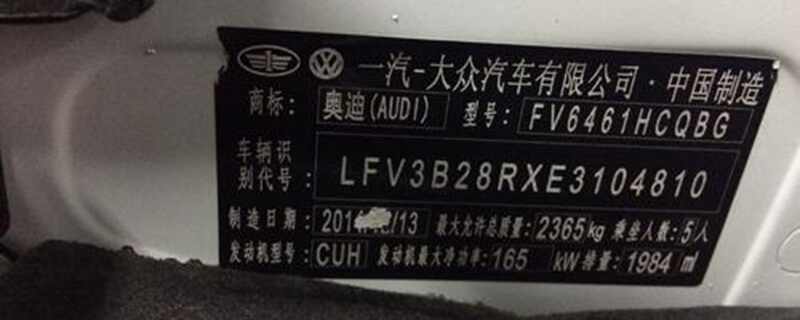 一汽-大众汽车有限公司·中国制造
商标: 奥迪(AUDI) 型号: FV6461HCQBG
车辆识别代号: LFV3B28RXE3104810
制造日期: 201 /13 最大允许总质量: 2365kg 乘坐人数: 5人
发动机型号: CUH 发动机最大净功率: 165 kW 排量: 1984 ml